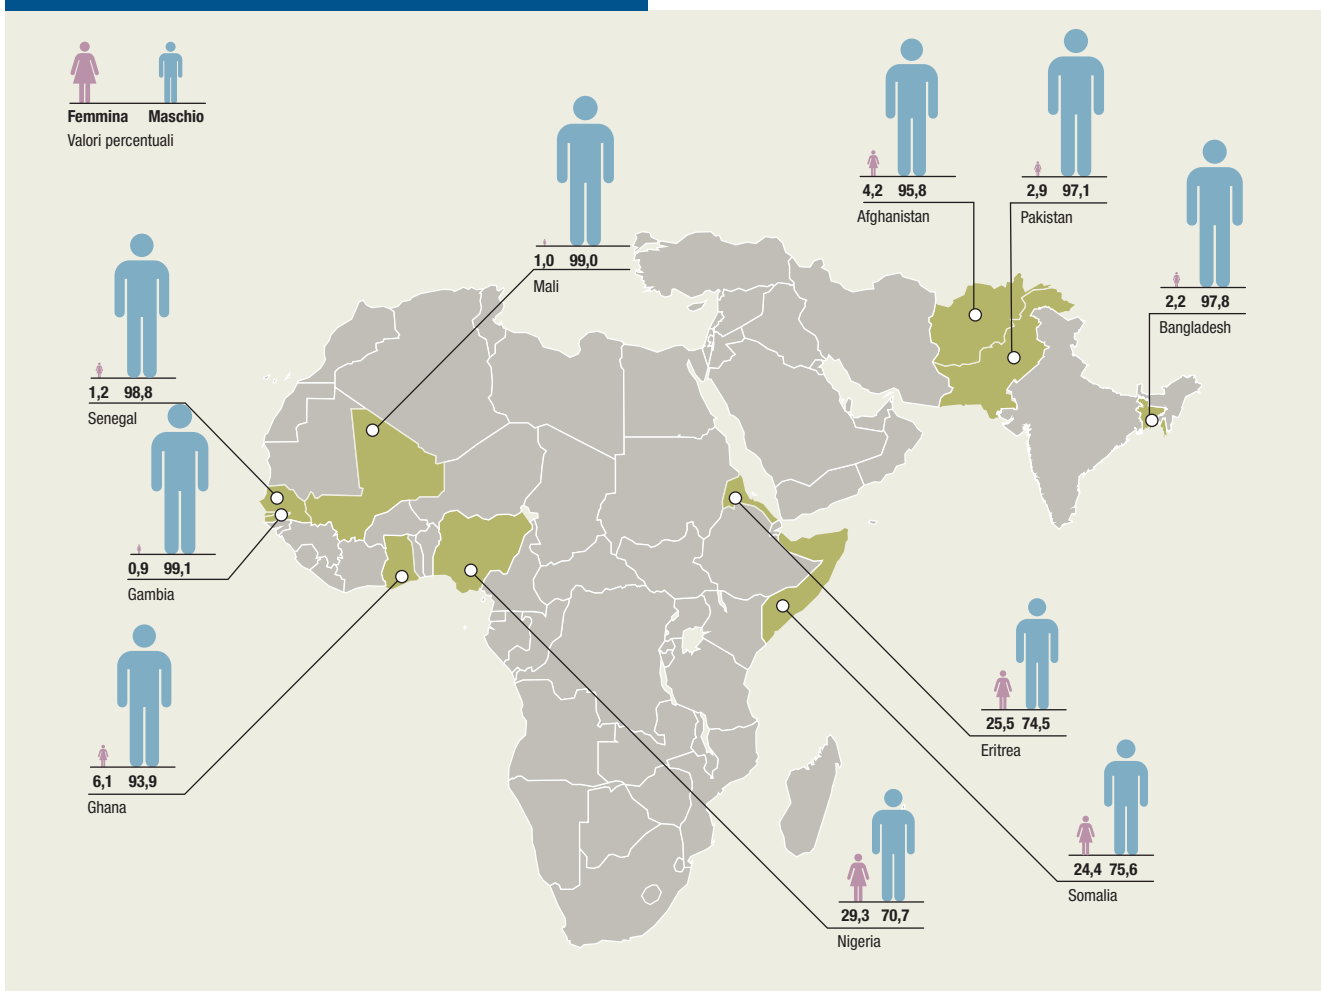 Femmina Maschio
Valori percentuali
4,2 95,8
Afghanistan
2,9 97,1
Pakistan
2,2 97,8
Bangladesh
1,0 99,0
Mali
1,2 98,8
Senegal
0,9 99,1
Gambia
6,1 93,9
Ghana
25,5 74,5
Eritrea
24,4 75,6
Somalia
29,3 70,7
Nigeria